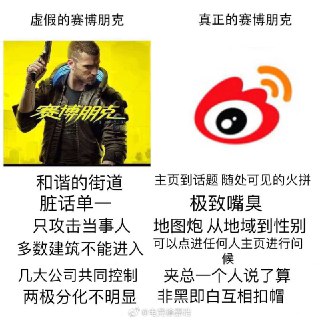 虚假的赛博朋克
真正的赛博朋克
赛博朋克
和谐的街道
主页到话题 随处可见的火拼
脏话单一
极致嘴臭
只攻击当事人
地图炮 从地域到性别
多数建筑不能进入
可以点进任何人主页进行问
候
几大公司共同控制
夹总一个人说了算
两极分化不明显
非黑即白互相扣帽